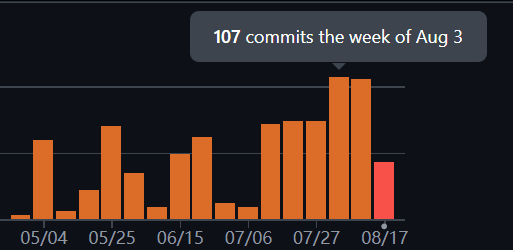 107 commits the week of Aug 3
05/04 05/25 06/15 07/06 07/27 08/17